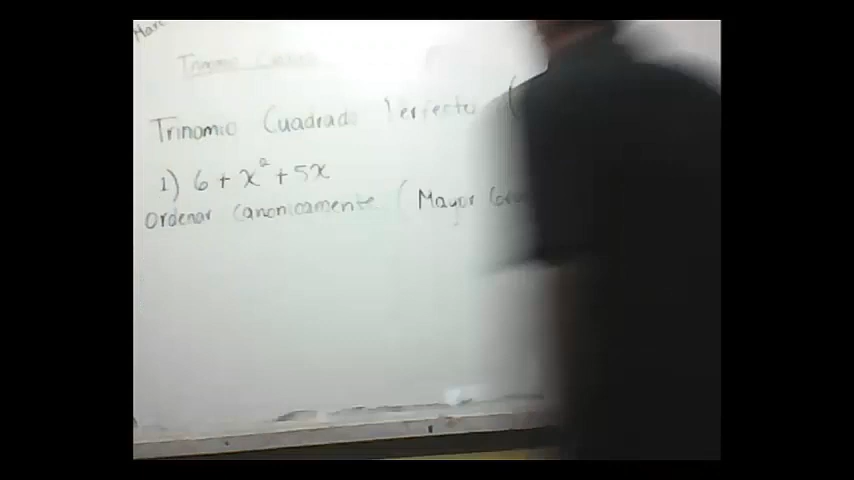 Trinomio Cuadrado Perfecto (
1) 6 + x² + 5x
Ordenar Canonicamente (Mayor